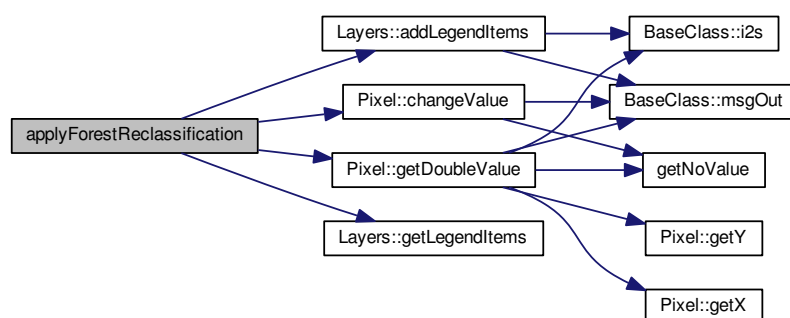 applyForestReclassification
Layers::addLegendItems
Pixel::changeValue
Pixel::getDoubleValue
Layers::getLegendItems
BaseClass::i2s
BaseClass::msgOut
getNoValue
Pixel::getY
Pixel::getX